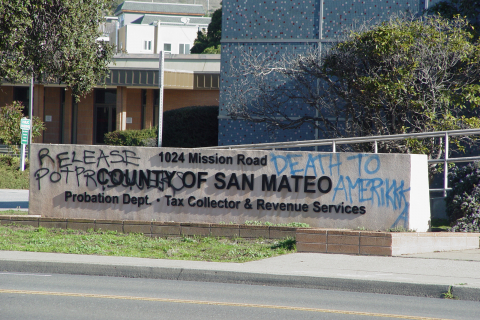 RELEASE
1024 Mission Road
DEATH TO
COUNTY OF SAN MATEO
AMERIKKA
Probation Dept. · Tax Collector & Revenue Services